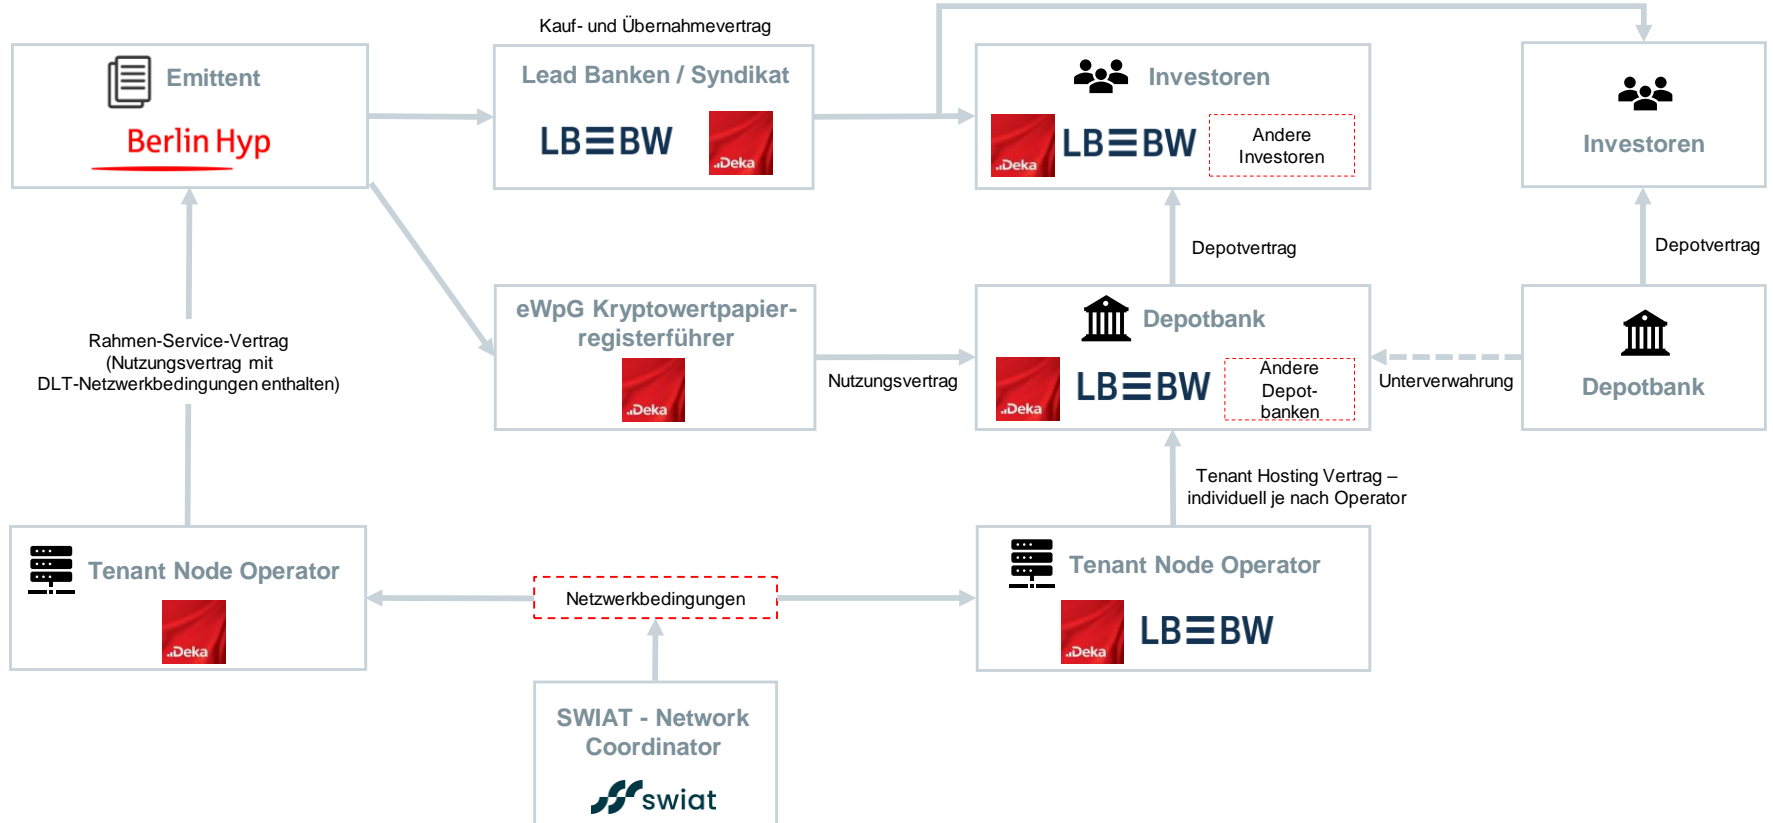 Kauf- und Übernahmevertrag
Emittent
Berlin Hyp
Lead Banken / Syndikat
LBBW
Deka
Investoren
Deka
LBBW
Andere
Investoren
Investoren
Depotvertrag
Depotvertrag
Rahmen-Service-Vertrag
(Nutzungsvertrag mit
DLT-Netzwerkbedingungen enthalten)
eWpG Kryptowertpapier-
registerführer
Deka
Nutzungsvertrag
Depotbank
Deka
LBBW
Andere
Depot-
banken
Unterverwahrung
Depotbank
Tenant Hosting Vertrag –
individuell je nach Operator
Tenant Node Operator
Deka
Netzwerkbedingungen
Tenant Node Operator
Deka
LBBW
SWIAT - Network
Coordinator
swiat